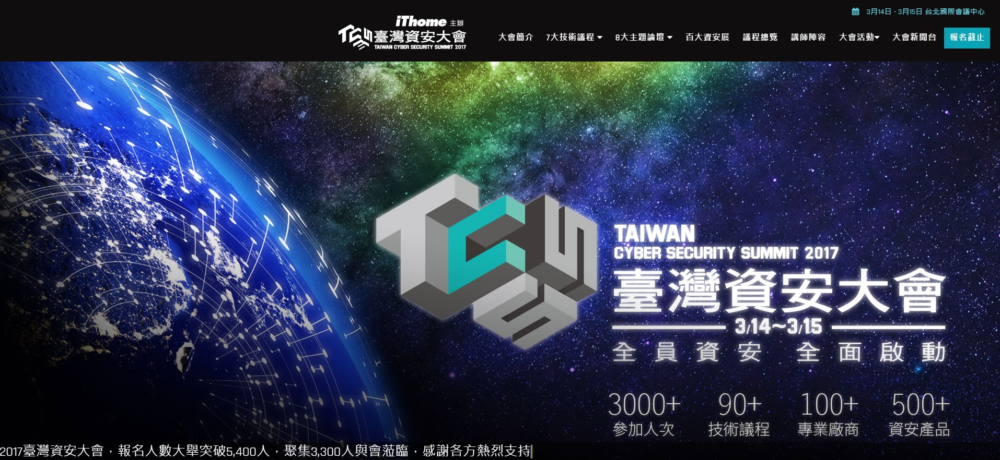 3月14日 - 3月15日 台北國際會議中心
iThome 主辦
TCSS 臺灣資安大會
TAIWAN CYBER SECURITY SUMMIT 2017
大會簡介 7大技術議程 8大主題論壇 百大資安展 議程總覽 講師陣容 大會活動 大會新聞台 報名截止
TCSS
TAIWAN
CYBER SECURITY SUMMIT 2017
臺灣資安大會
3/14~3/15
全員資安 全面啟動
3000+ 90+ 100+ 500+
參加人次 技術議程 專業廠商 資安產品
2017臺灣資安大會，報名人數大舉突破5,400人，聚集3,300人與會蒞臨，感謝各方熱烈支持